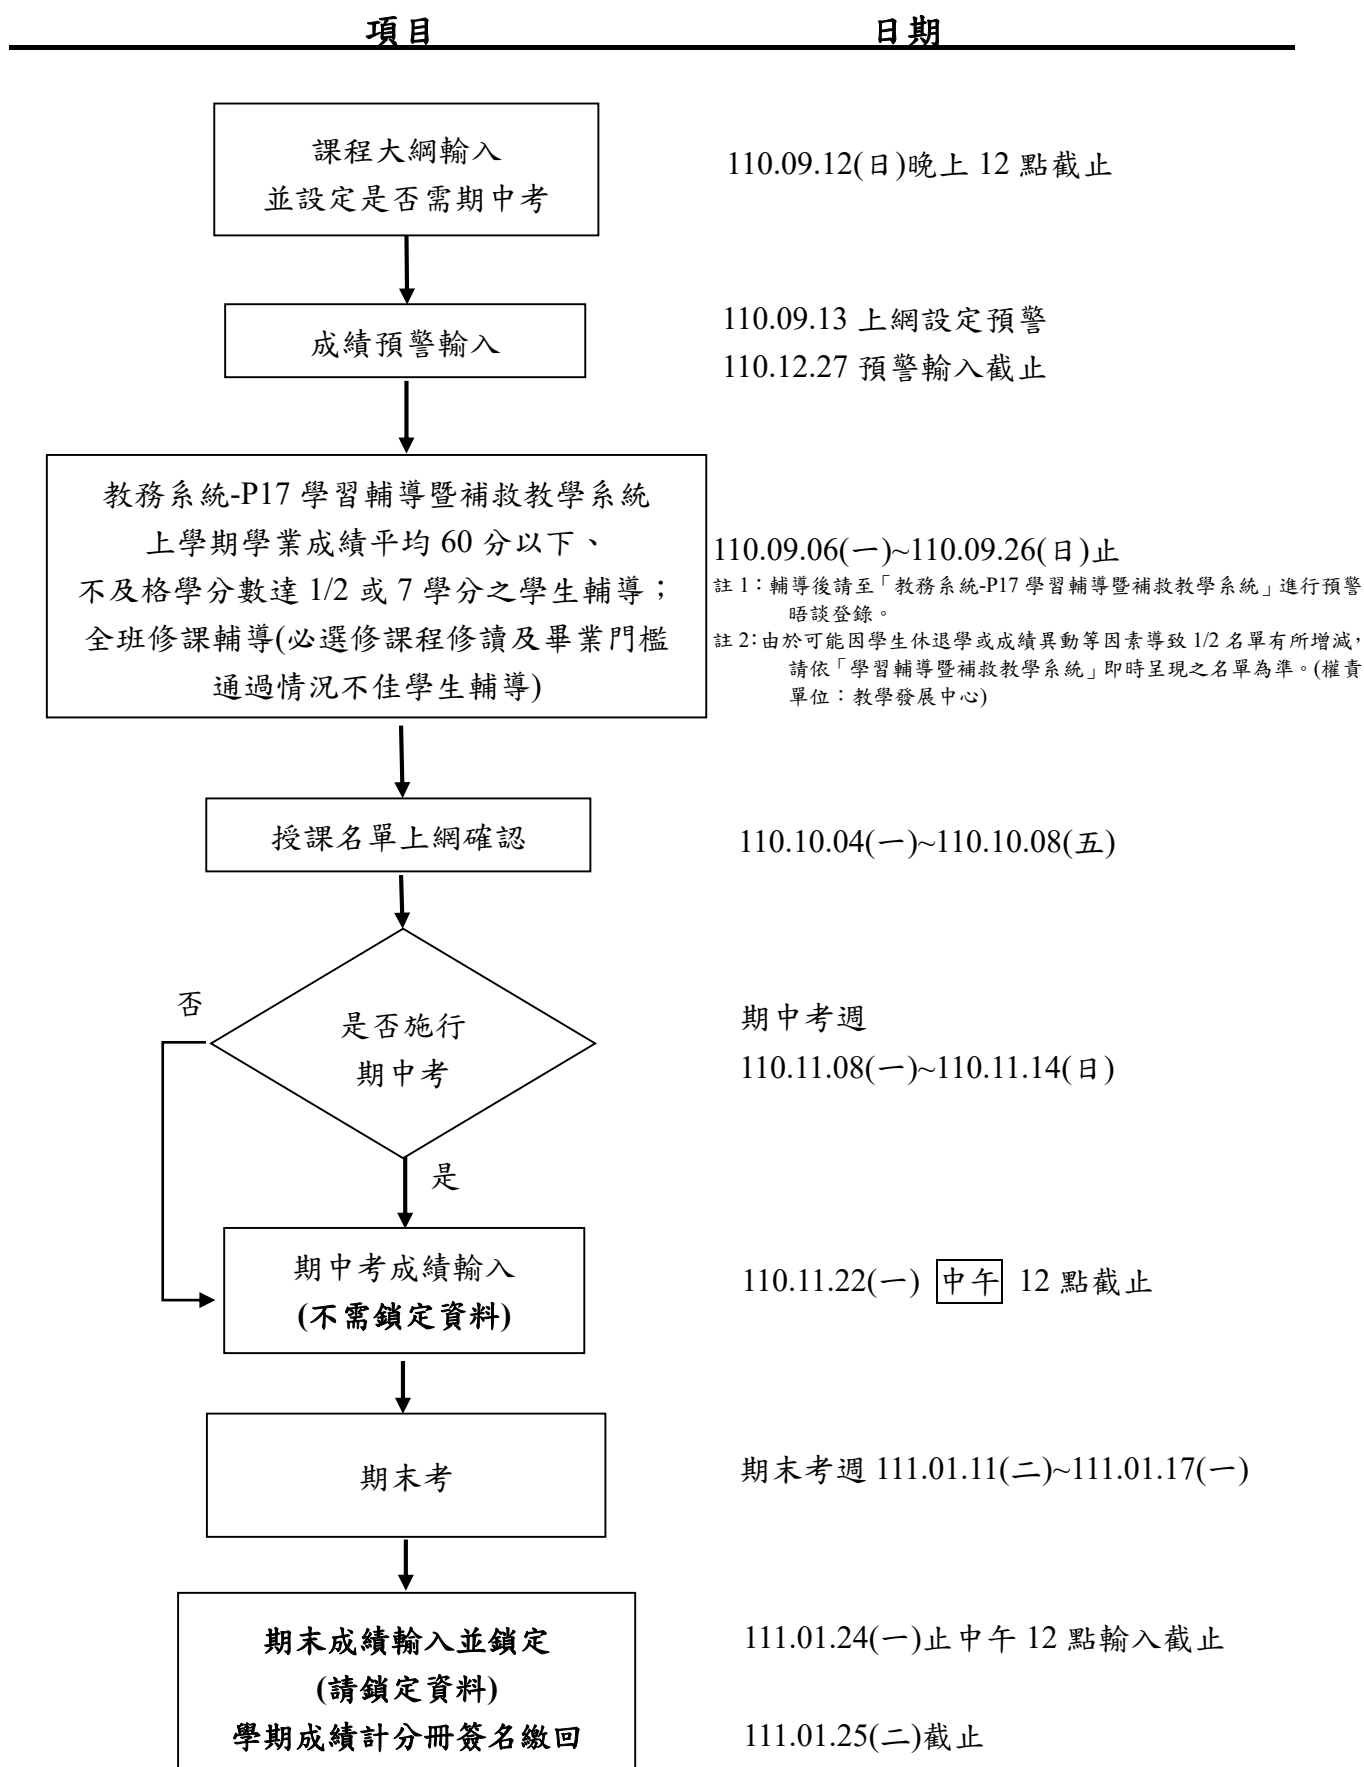 項目 日期
課程大綱輸入
並設定是否需期中考
110.09.12(日)晚上 12 點截止
成績預警輸入
110.09.13 上網設定預警
110.12.27 預警輸入截止
教務系統-P17 學習輔導暨補救教學系統
上學期學業成績平均 60 分以下、
不及格學分數達 1/2 或 7 學分之學生輔導；
全班修課輔導(必選修課程修讀及畢業門檻
通過情況不佳學生輔導)
110.09.06(一)~110.09.26(日)止
註 1：輔導後請至「教務系統-P17 學習輔導暨補救教學系統」進行預警
晤談登錄。
註 2：由於可能因學生休退學或成績異動等因素導致 1/2 名單有所增減，
請依「學習輔導暨補救教學系統」即時呈現之名單為準。(權責
單位：教學發展中心)
授課名單上網確認
110.10.04(一)~110.10.08(五)
否
是否施行
期中考
期中考週
110.11.08(一)~110.11.14(日)
是
期中考成績輸入
(不需鎖定資料)
110.11.22(一) 中午 12 點截止
期末考
期末考週 111.01.11(二)~111.01.17(一)
期末成績輸入並鎖定
(請鎖定資料)
學期成績計分冊簽名繳回
111.01.24(一)止中午 12 點輸入截止
111.01.25(二)截止